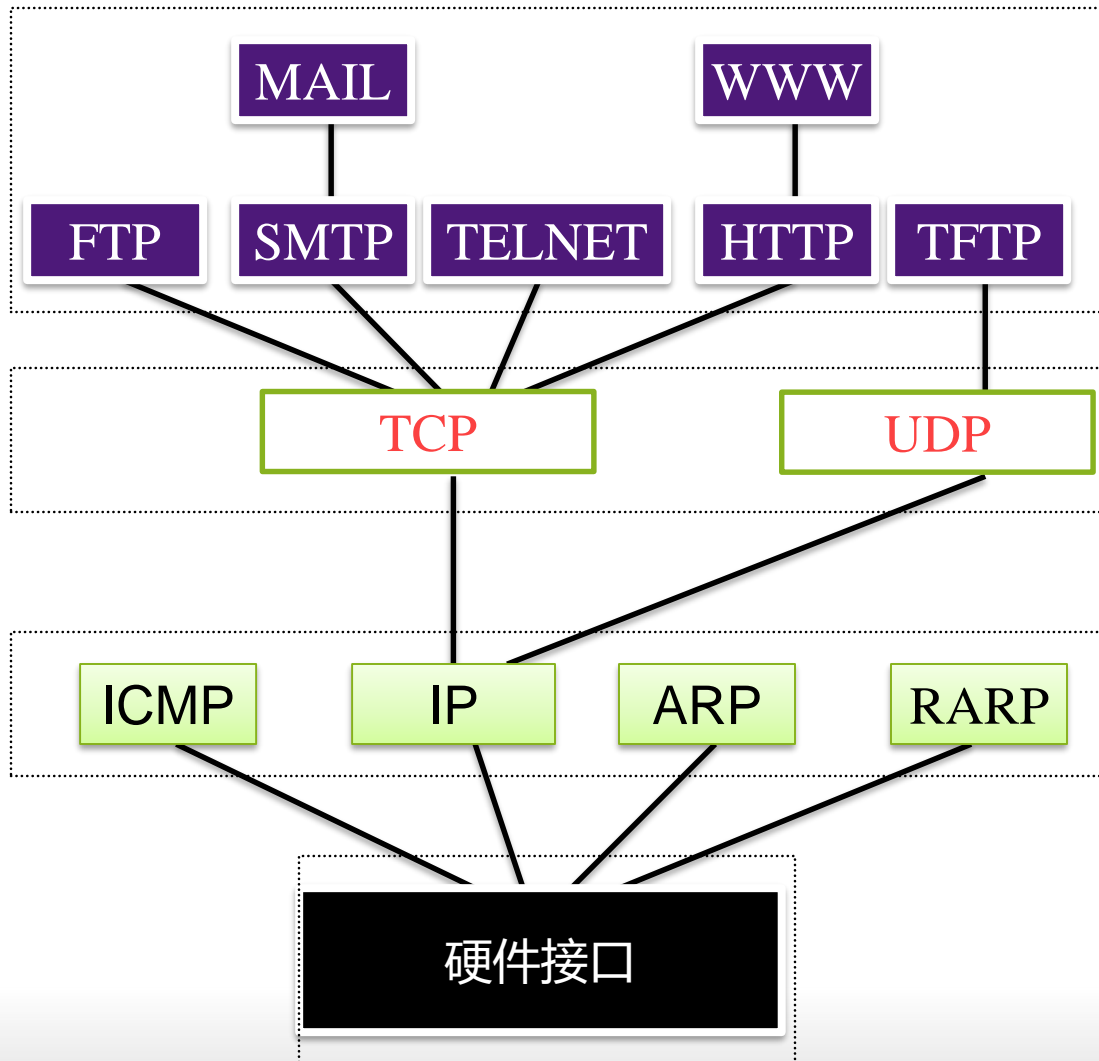 MAIL
WWW
FTP
SMTP
TELNET
HTTP
TFTP
TCP
UDP
ICMP
IP
ARP
RARP
硬件接口